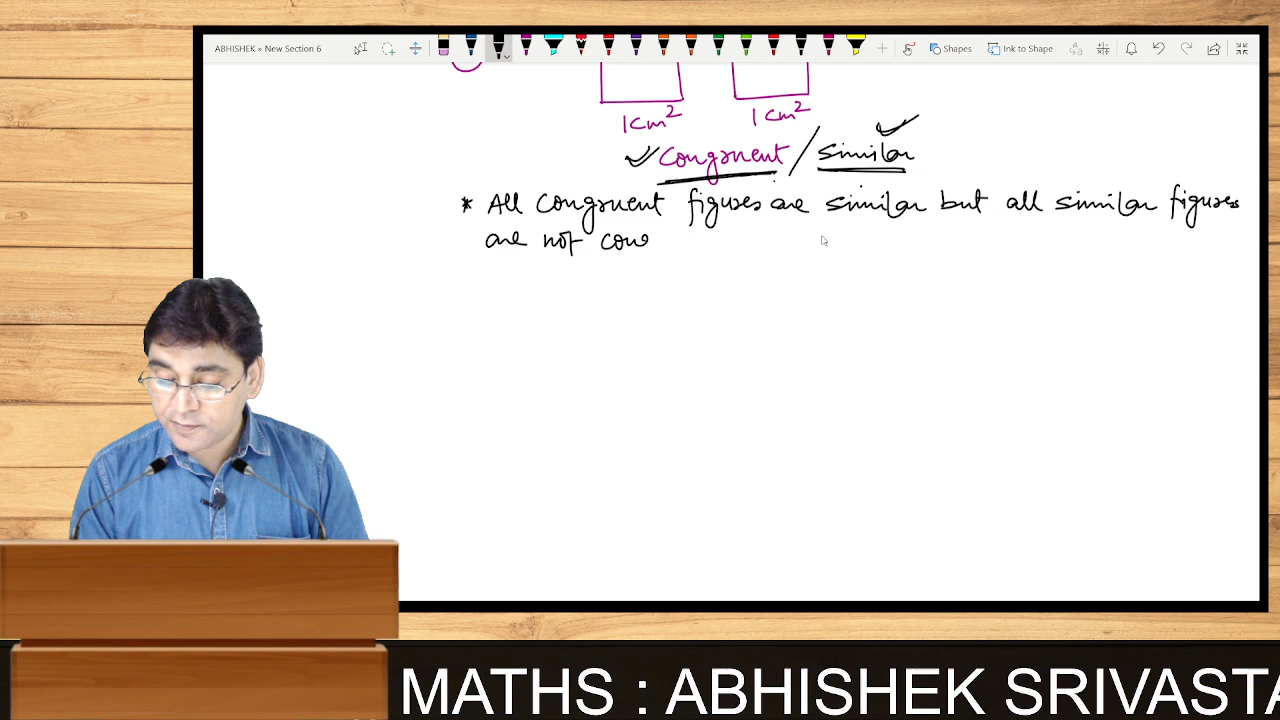 ABHISHEK » New Section 6
Shapes
Ink to Shape
1cm²
1cm²
Congruent / Similar
* All congruent figures are similar but all similar figures
are not con
MATHS : ABHISHEK SRIVASTA